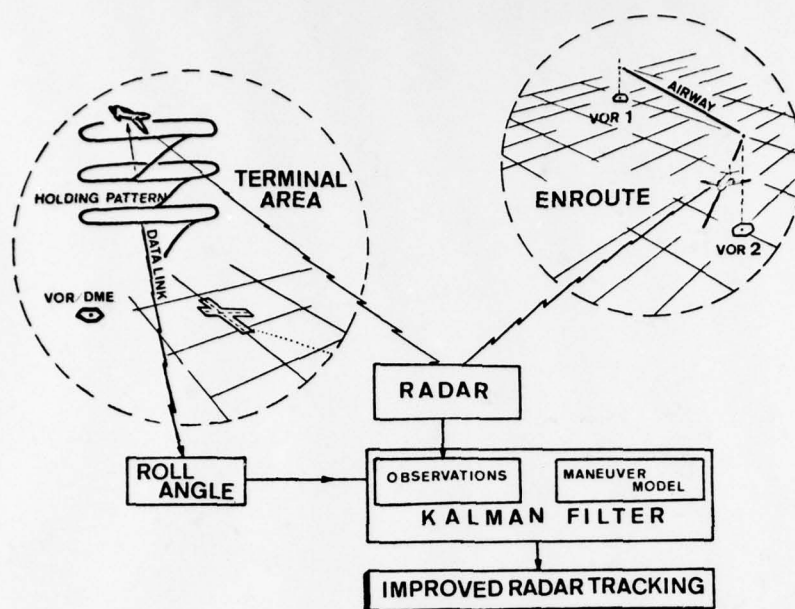 TERMINAL
AREA
HOLDING PATTERN
DATA LINK
VOR/DME
AIRWAY
VOR 1
ENROUTE
VOR 2
RADAR
ROLL
ANGLE
OBSERVATIONS
MANEUVER
MODEL
KALMAN FILTER
IMPROVED RADAR TRACKING